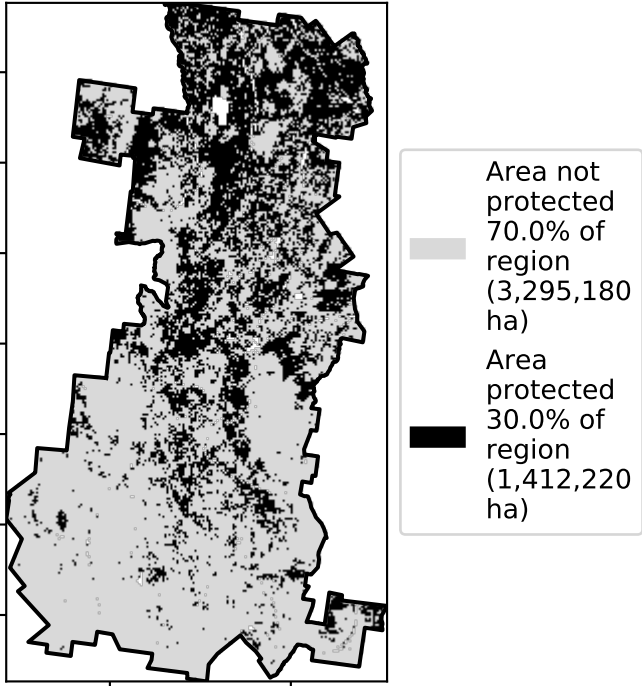 Area not
protected
70.0% of
region
(3,295,180
ha)
Area
protected
30.0% of
region
(1,412,220
ha)